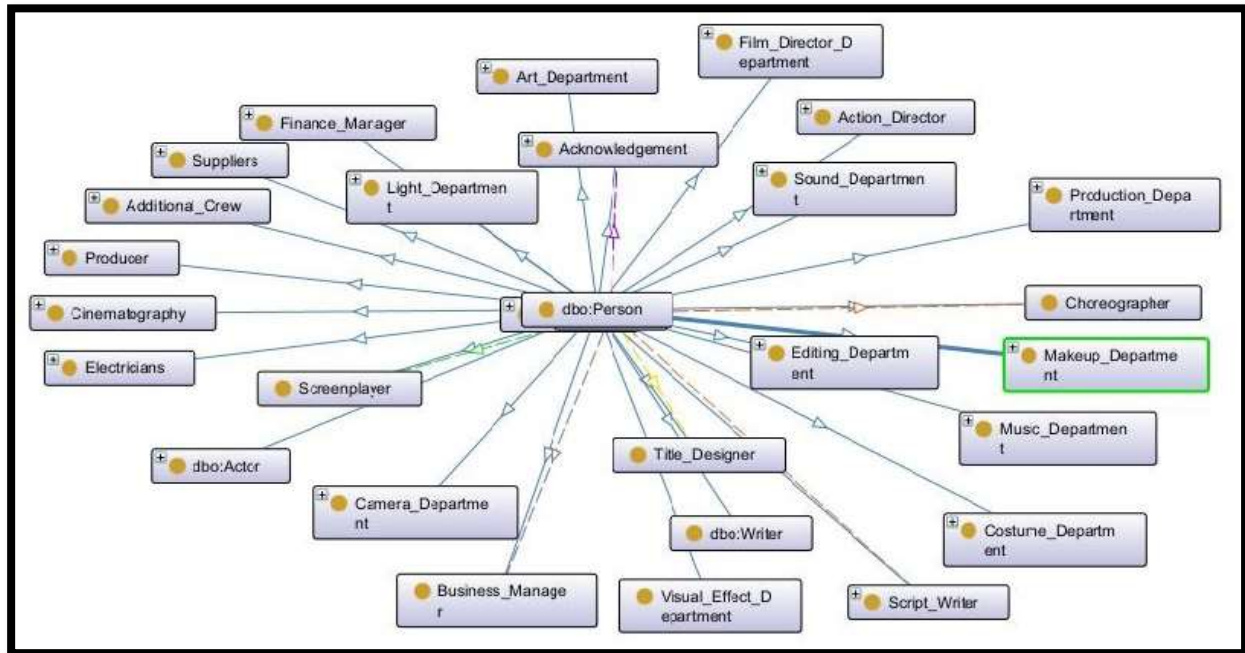 Film_Director_D
epartment
Art_Department
Action_Director
Finance_Manager
Acknowledgement
Suppliers
Light_Departmen
t
Sound_Departmen
t
Additional_Crew
Production_Depa
rtment
Producer
Cinematography
dbo:Person
Choreographer
Electricians
Editing_Departm
ent
Makeup_Departme
nt
Screenplayer
Musc_Departmen
t
dbo:Actor
Title_Designer
Camera_Departme
nt
dbo:Writer
Costume_Departm
ent
Business_Manage
r
Visual_Effect_D
epartment
Script_Writer